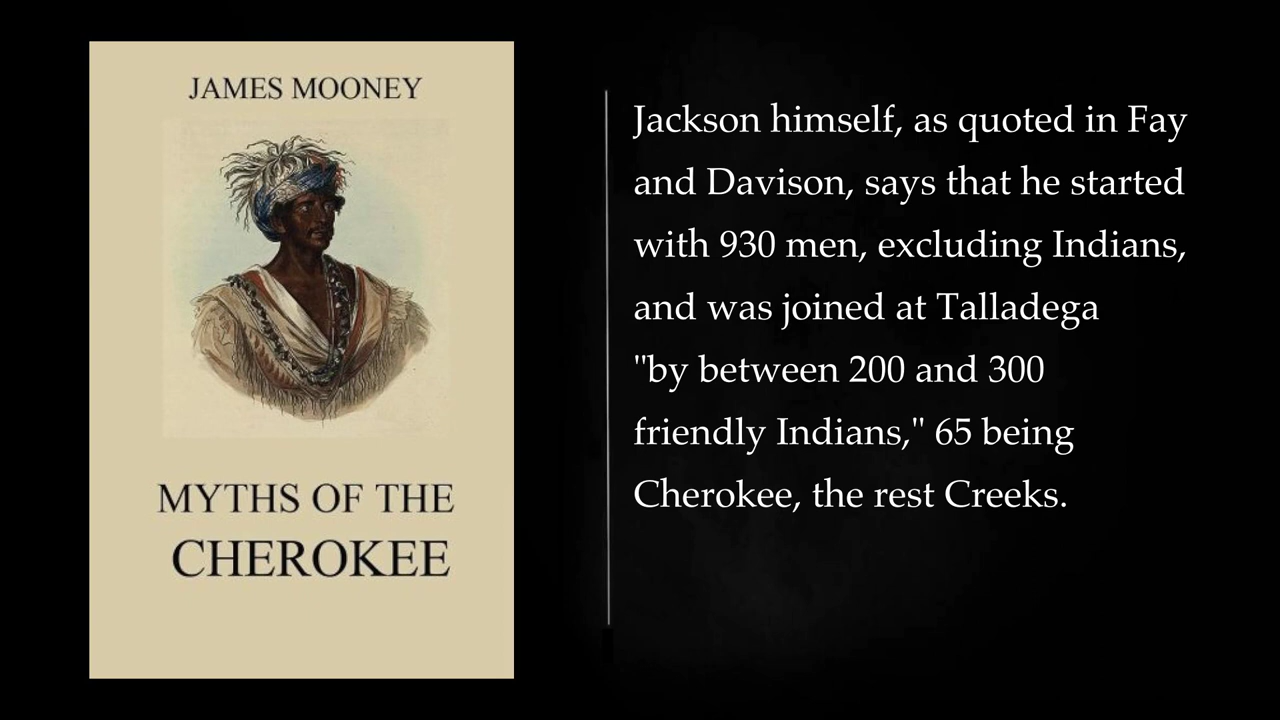 JAMES MOONEY
MYTHS OF THE
CHEROKEE
Jackson himself, as quoted in Fay
and Davison, says that he started
with 930 men, excluding Indians,
and was joined at Talladega
"by between 200 and 300
friendly Indians," 65 being
Cherokee, the rest Creeks.